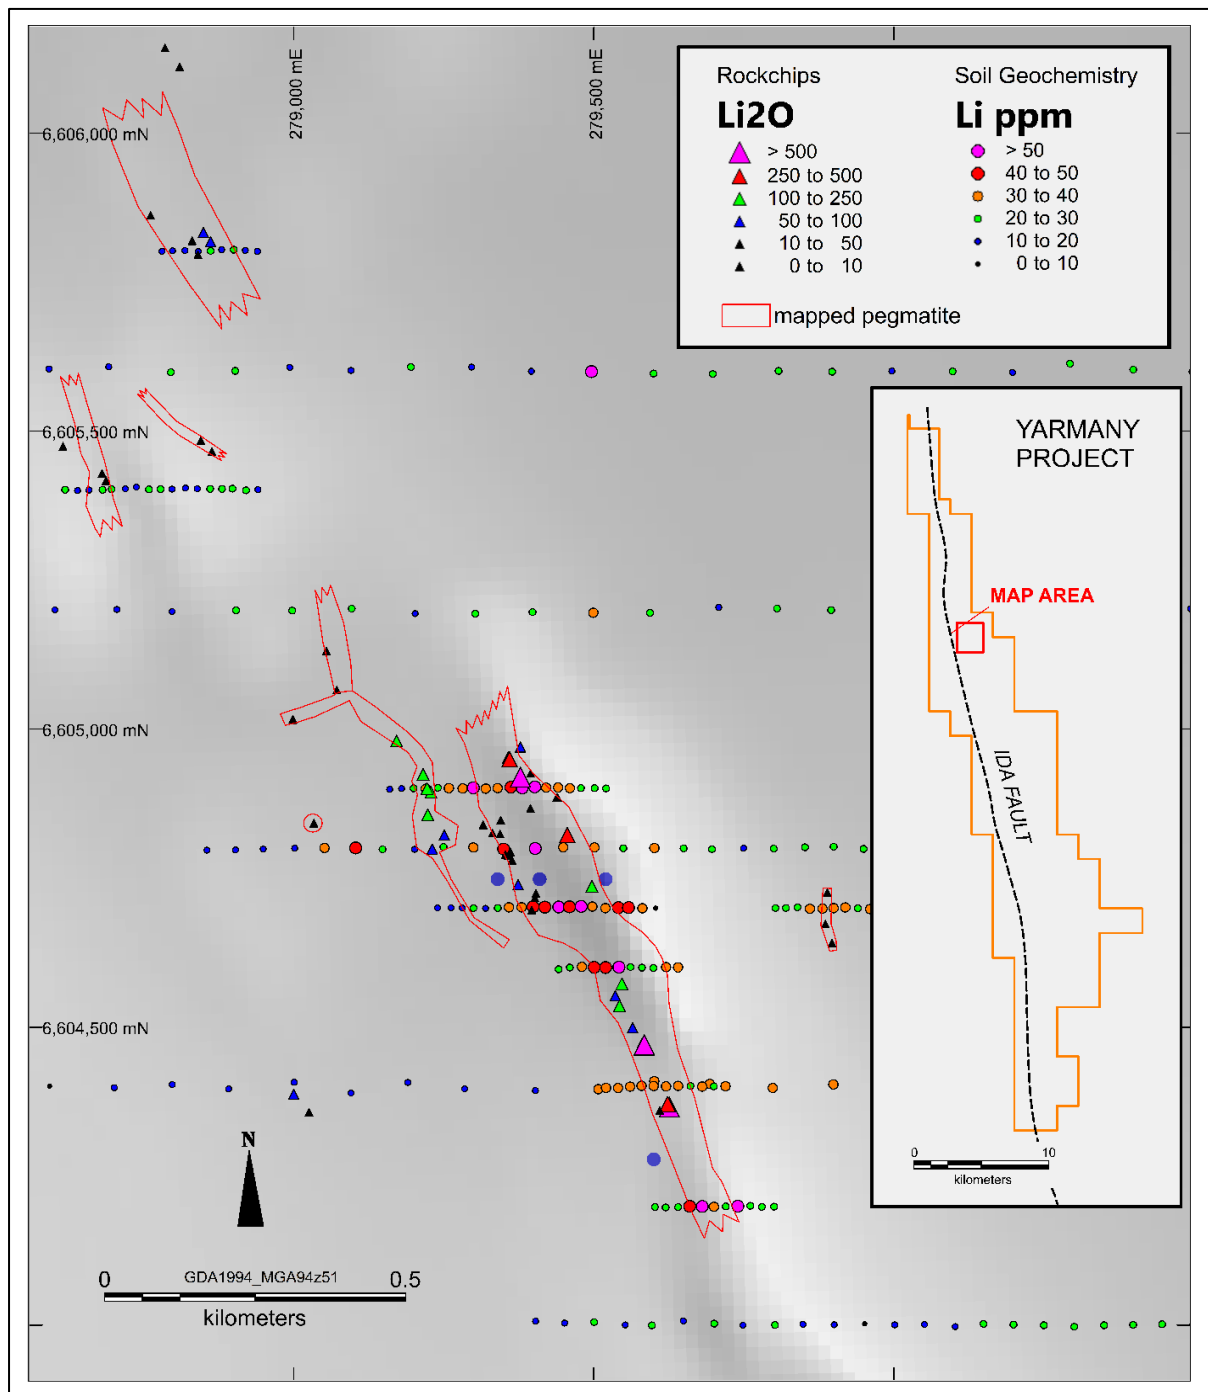 279,000 mE
279,500 mE
Rockchips
Li2O
> 500
250 to 500
100 to 250
50 to 100
10 to 50
0 to 10
Soil Geochemistry
Li ppm
> 50
40 to 50
30 to 40
20 to 30
10 to 20
0 to 10
mapped pegmatite
6,606,000 mN
6,605,500 mN
6,605,000 mN
6,604,500 mN
YARMANY
PROJECT
MAP AREA
IDA FAULT
0 10
kilometers
N
0 GDA1994_MGA94z51 0.5
kilometers